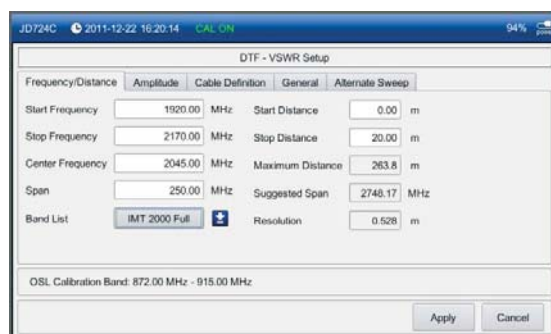 JD724C 2011-12-22 16:20:14 CAL ON 94%
DTF - VSWR Setup
Frequency/Distance Amplitude Cable Definition General Alternate Sweep
Start Frequency 1920.00 MHz Start Distance 0.00 m
Stop Frequency 2170.00 MHz Stop Distance 20.00 m
Center Frequency 2045.00 MHz Maximum Distance 263.8 m
Span 250.00 MHz Suggested Span 2748.17 MHz
Band List IMT 2000 Full Resolution 0.528 m
OSL Calibration Band: 872.00 MHz - 915.00 MHz
Apply Cancel